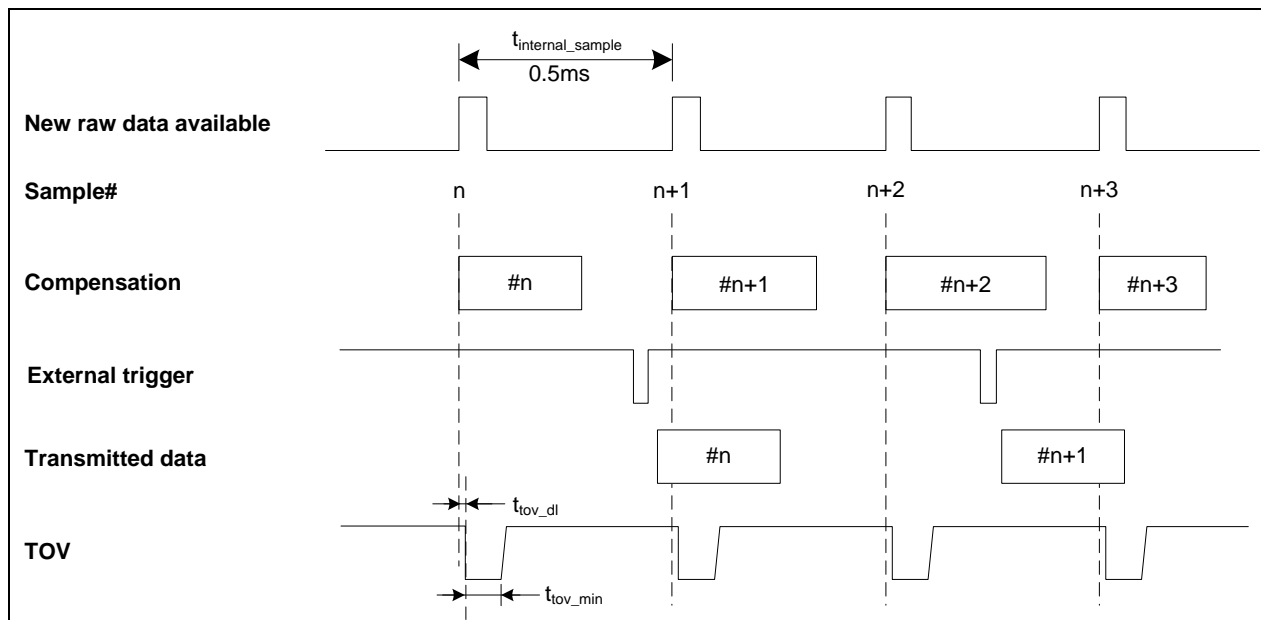 t_internal_sample
0.5ms
New raw data available
Sample#
n n+1 n+2 n+3
Compensation
#n #n+1 #n+2 #n+3
External trigger
Transmitted data
#n #n+1
t_tov_dl
TOV
t_tov_min